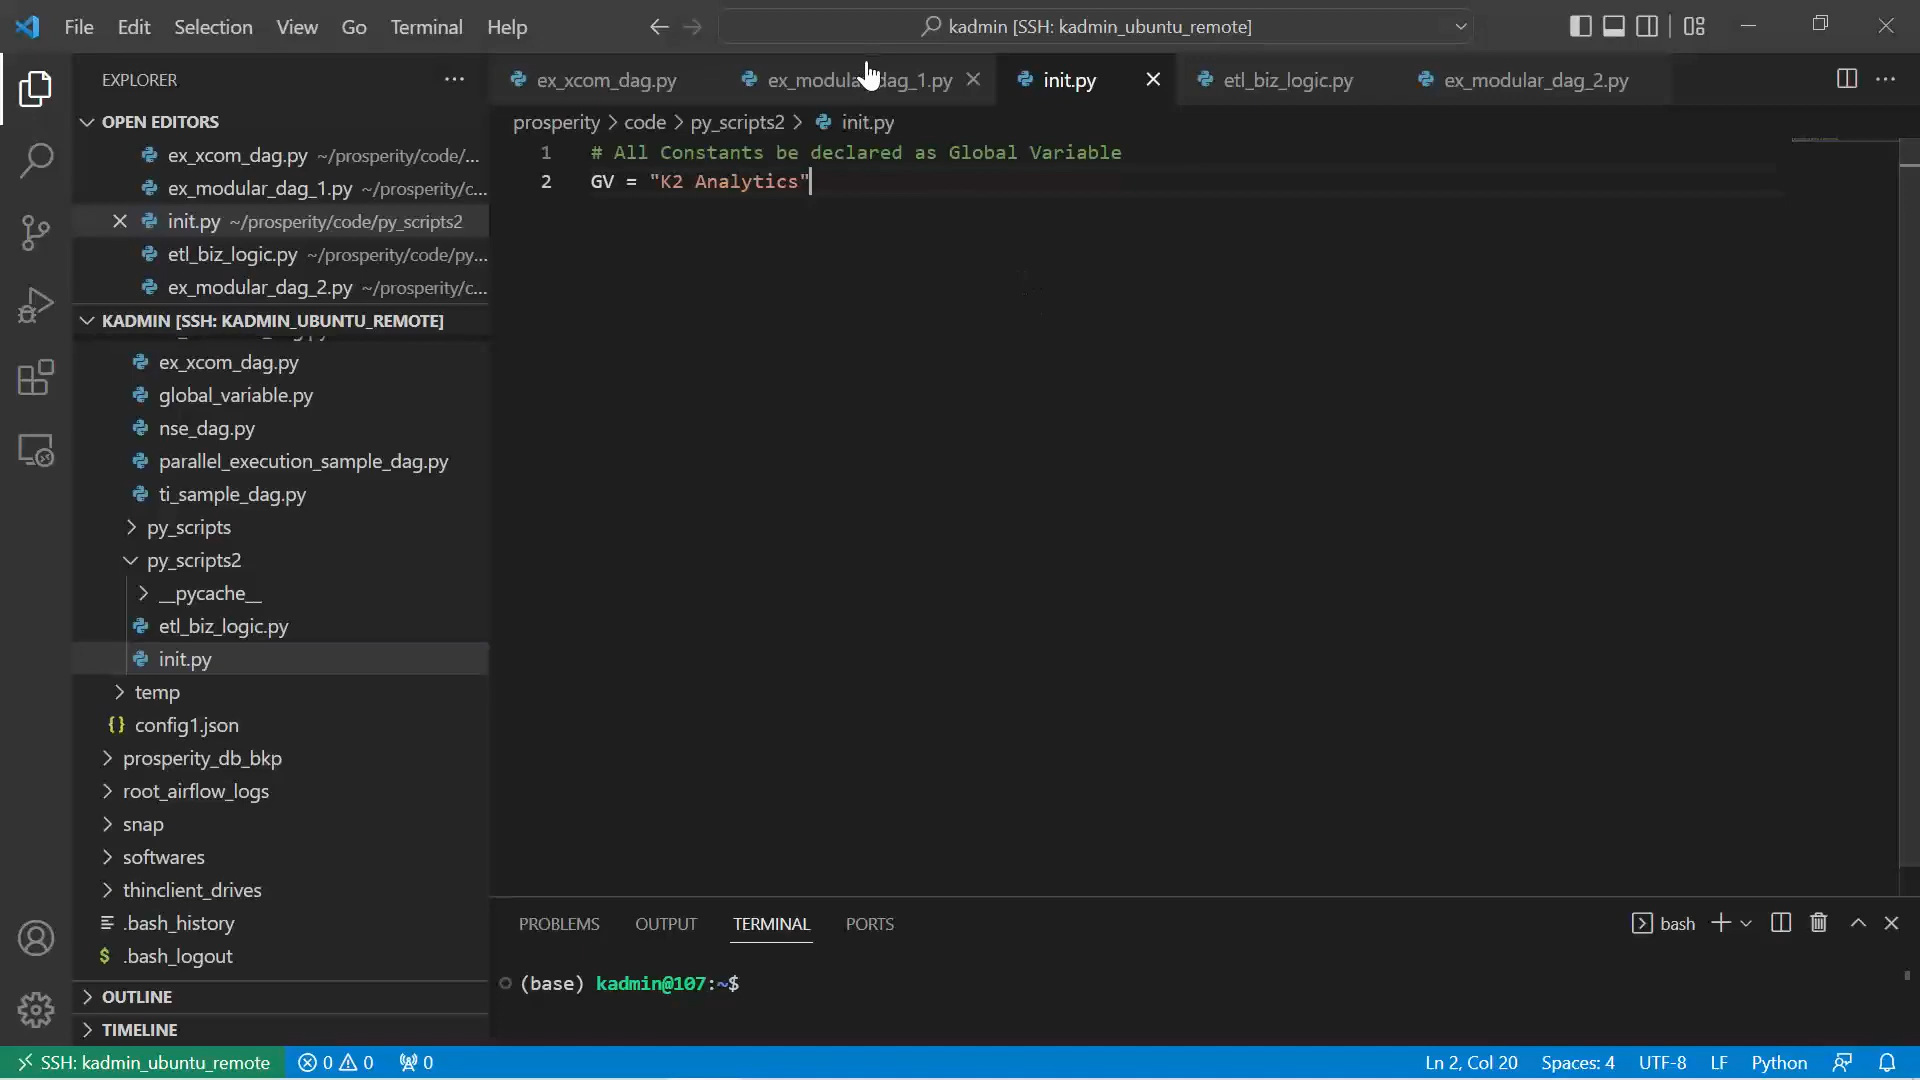 File Edit Selection View Go Terminal Help
kadmin [SSH: kadmin_ubuntu_remote]
EXPLORER
OPEN EDITORS
ex_xcom_dag.py ~/prosperity/code/...
ex_modular_dag_1.py ~/prosperity/c...
init.py ~/prosperity/code/py_scripts2
etl_biz_logic.py ~/prosperity/code/py...
ex_modular_dag_2.py ~/prosperity/c...
KADMIN [SSH: KADMIN_UBUNTU_REMOTE]
ex_xcom_dag.py
global_variable.py
nse_dag.py
parallel_execution_sample_dag.py
ti_sample_dag.py
py_scripts
py_scripts2
__pycache__
etl_biz_logic.py
init.py
temp
config1.json
prosperity_db_bkp
root_airflow_logs
snap
softwares
thinclient_drives
.bash_history
.bash_logout
OUTLINE
TIMELINE
ex_xcom_dag.py ex_modular_dag_1.py init.py etl_biz_logic.py ex_modular_dag_2.py
prosperity > code > py_scripts2 > init.py
1 # All Constants be declared as Global Variable
2 GV = "K2 Analytics"
PROBLEMS OUTPUT TERMINAL PORTS
bash
(base) kadmin@107:~$
SSH: kadmin_ubuntu_remote 0 0 0
Ln 2, Col 20 Spaces: 4 UTF-8 LF Python